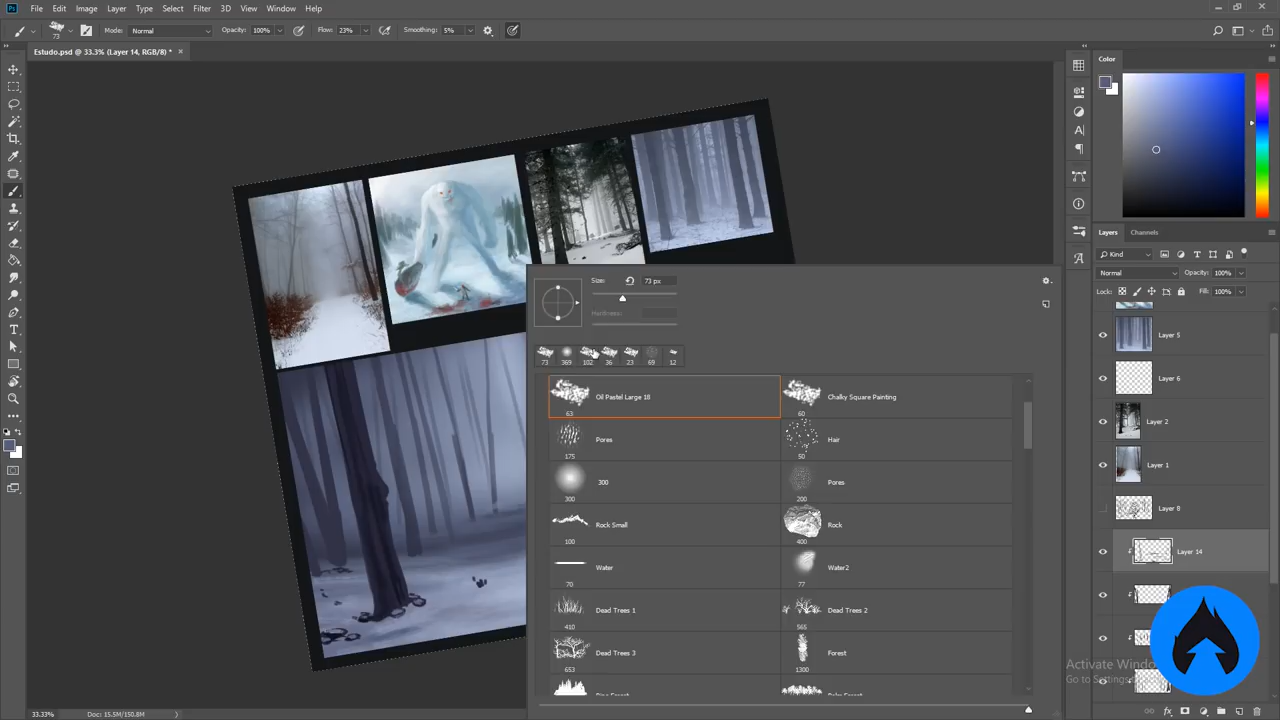 File Edit Image Layer Type Select Filter 3D View Window Help
73 Mode: Normal Opacity: 100% Flow: 23% Smoothing: 5%
Estudo.psd @ 33.3% (Layer 14, RGB/8) * ×
Color
Size: 73 px
Hardness:
73 369 102 36 23 69 12
Oil Pastel Large 18
63
Chalky Square Painting
60
Pores
175
Hair
50
300
300
Pores
200
Rock Small
100
Rock
400
Water
70
Water2
77
Dead Trees 1
410
Dead Trees 2
565
Dead Trees 3
653
Forest
1300
Layers Channels
Kind
Normal Opacity: 100%
Lock: Fill: 100%
Layer 5
Layer 6
Layer 2
Layer 1
Layer 8
Layer 14
Activate Windo
Go to Settings
33.33% Doc: 15.5M/150.8M